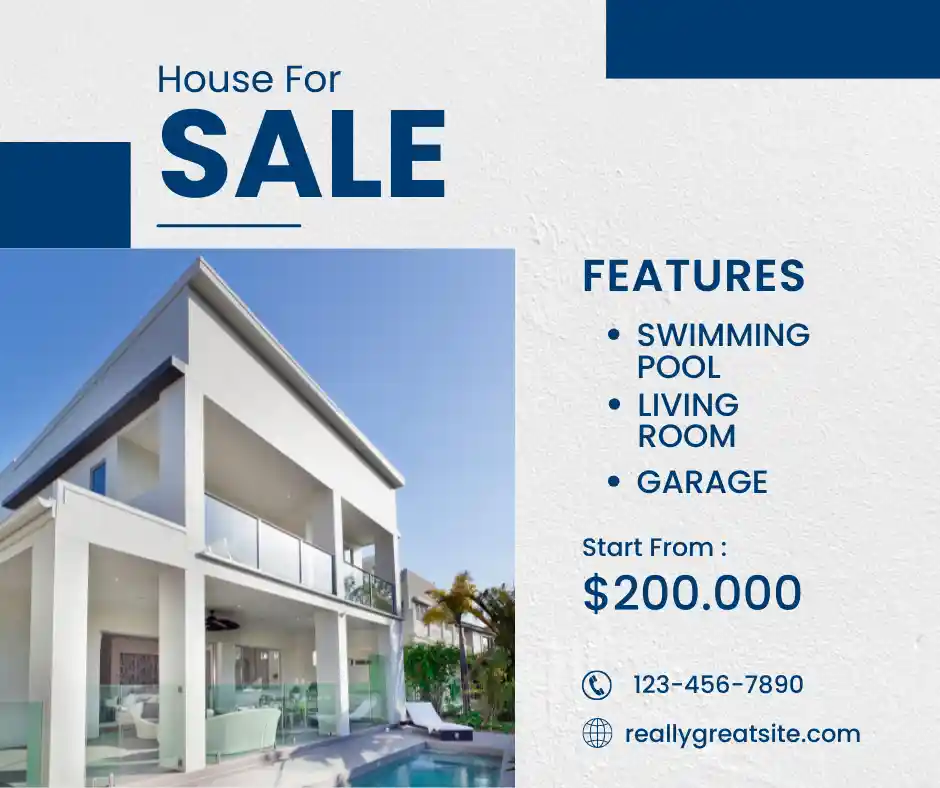 House For
SALE
FEATURES
• SWIMMING
POOL
• LIVING
ROOM
• GARAGE
Start From :
$200.000
123-456-7890
reallygreatsite.com